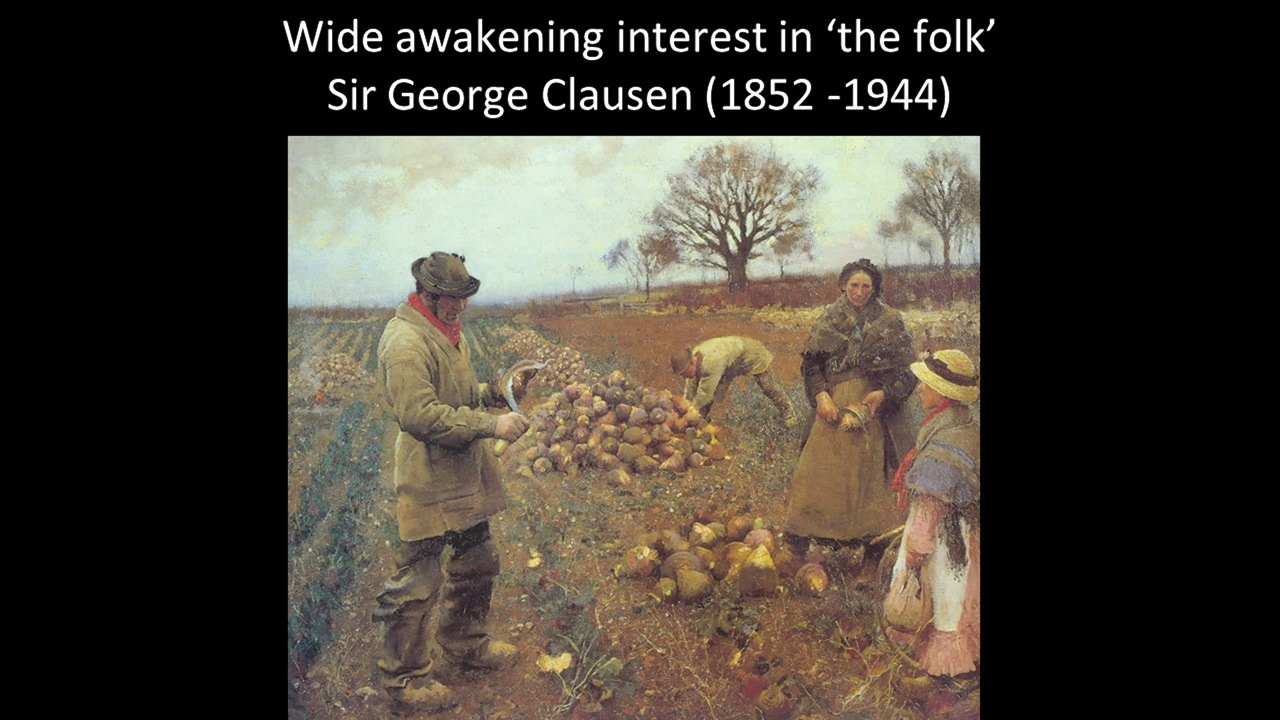 Wide awakening interest in ‘the folk’
Sir George Clausen (1852 -1944)